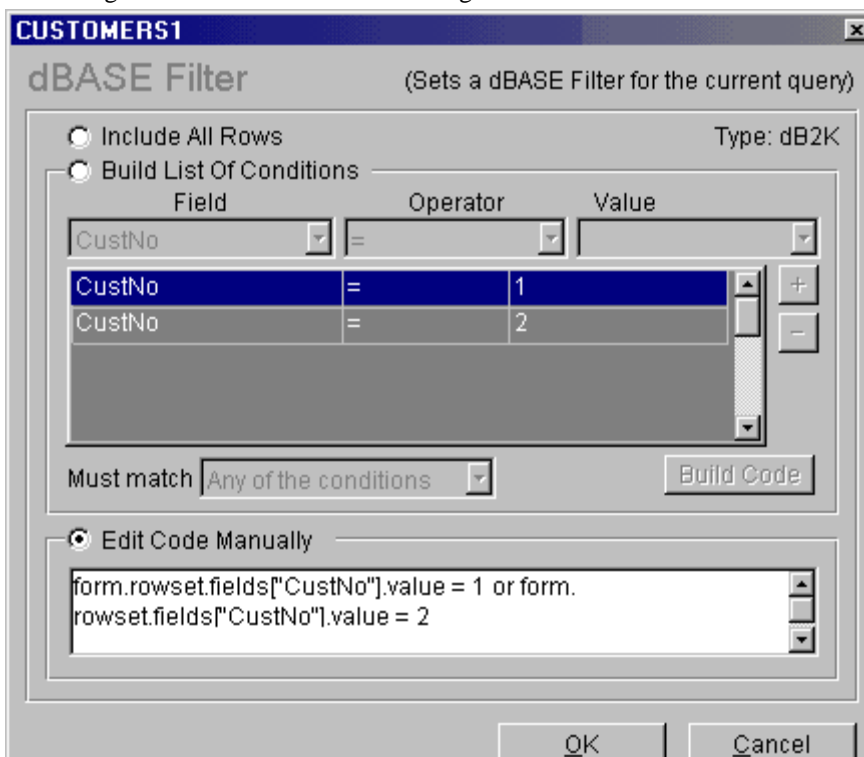 CUSTOMERS1
dBASE Filter (Sets a dBASE Filter for the current query)
Include All Rows Type: dB2K
Build List Of Conditions
Field Operator Value
CustNo =
CustNo = 1 +
CustNo = 2 -
Must match Any of the conditions Build Code
Edit Code Manually
form.rowset.fields["CustNo"].value = 1 or form.
rowset.fields["CustNo"].value = 2
OK Cancel